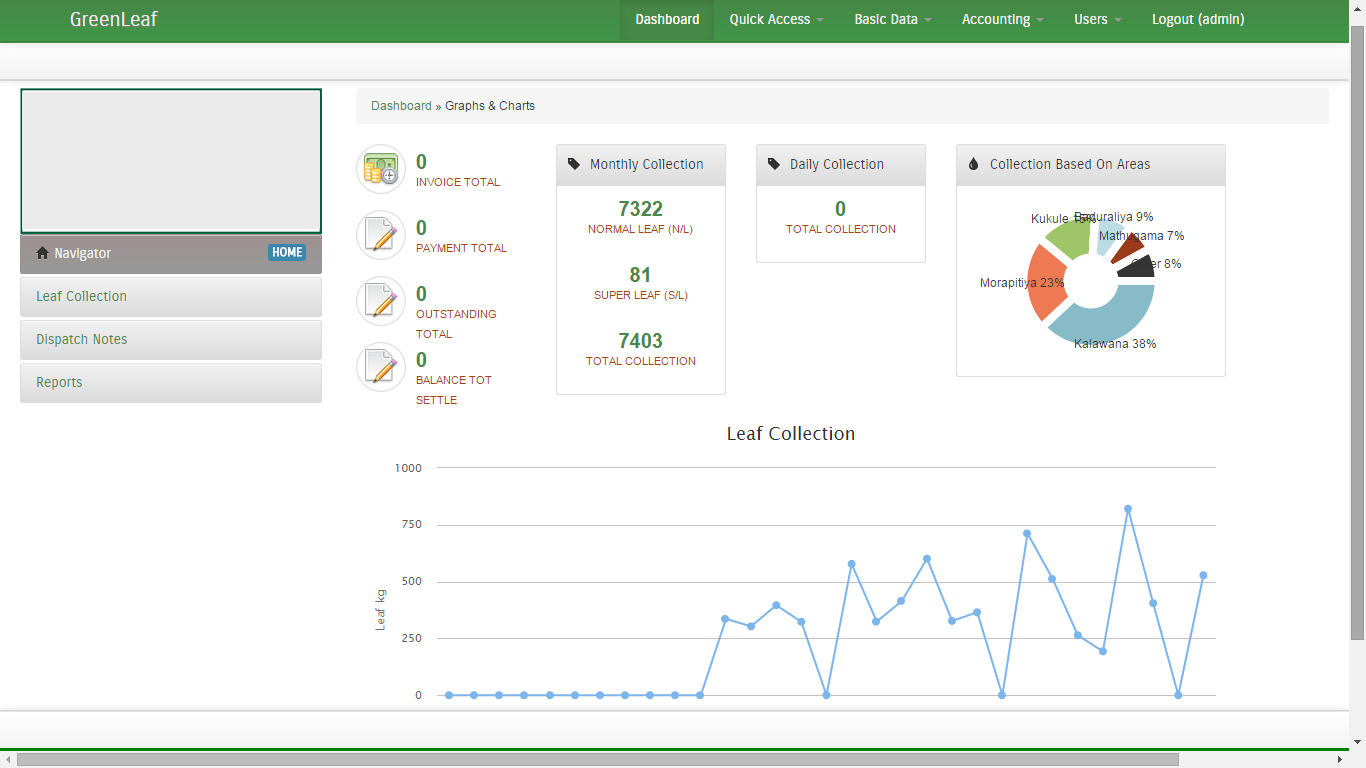 GreenLeaf
Dashboard
Quick Access
Basic Data
Accounting
Users
Logout (admin)
Dashboard » Graphs & Charts
Navigator
HOME
Leaf Collection
Dispatch Notes
Reports
0
INVOICE TOTAL
0
PAYMENT TOTAL
0
OUTSTANDING
TOTAL
0
BALANCE TOT
SETTLE
Monthly Collection
7322
NORMAL LEAF (N/L)
81
SUPER LEAF (S/L)
7403
TOTAL COLLECTION
Daily Collection
0
TOTAL COLLECTION
Collection Based On Areas
Kukule
Baduraliya 9%
Mathugama 7%
8%
Morapitiya 23%
Kalawana 38%
Leaf Collection
1000
750
500
250
0
Leaf kg